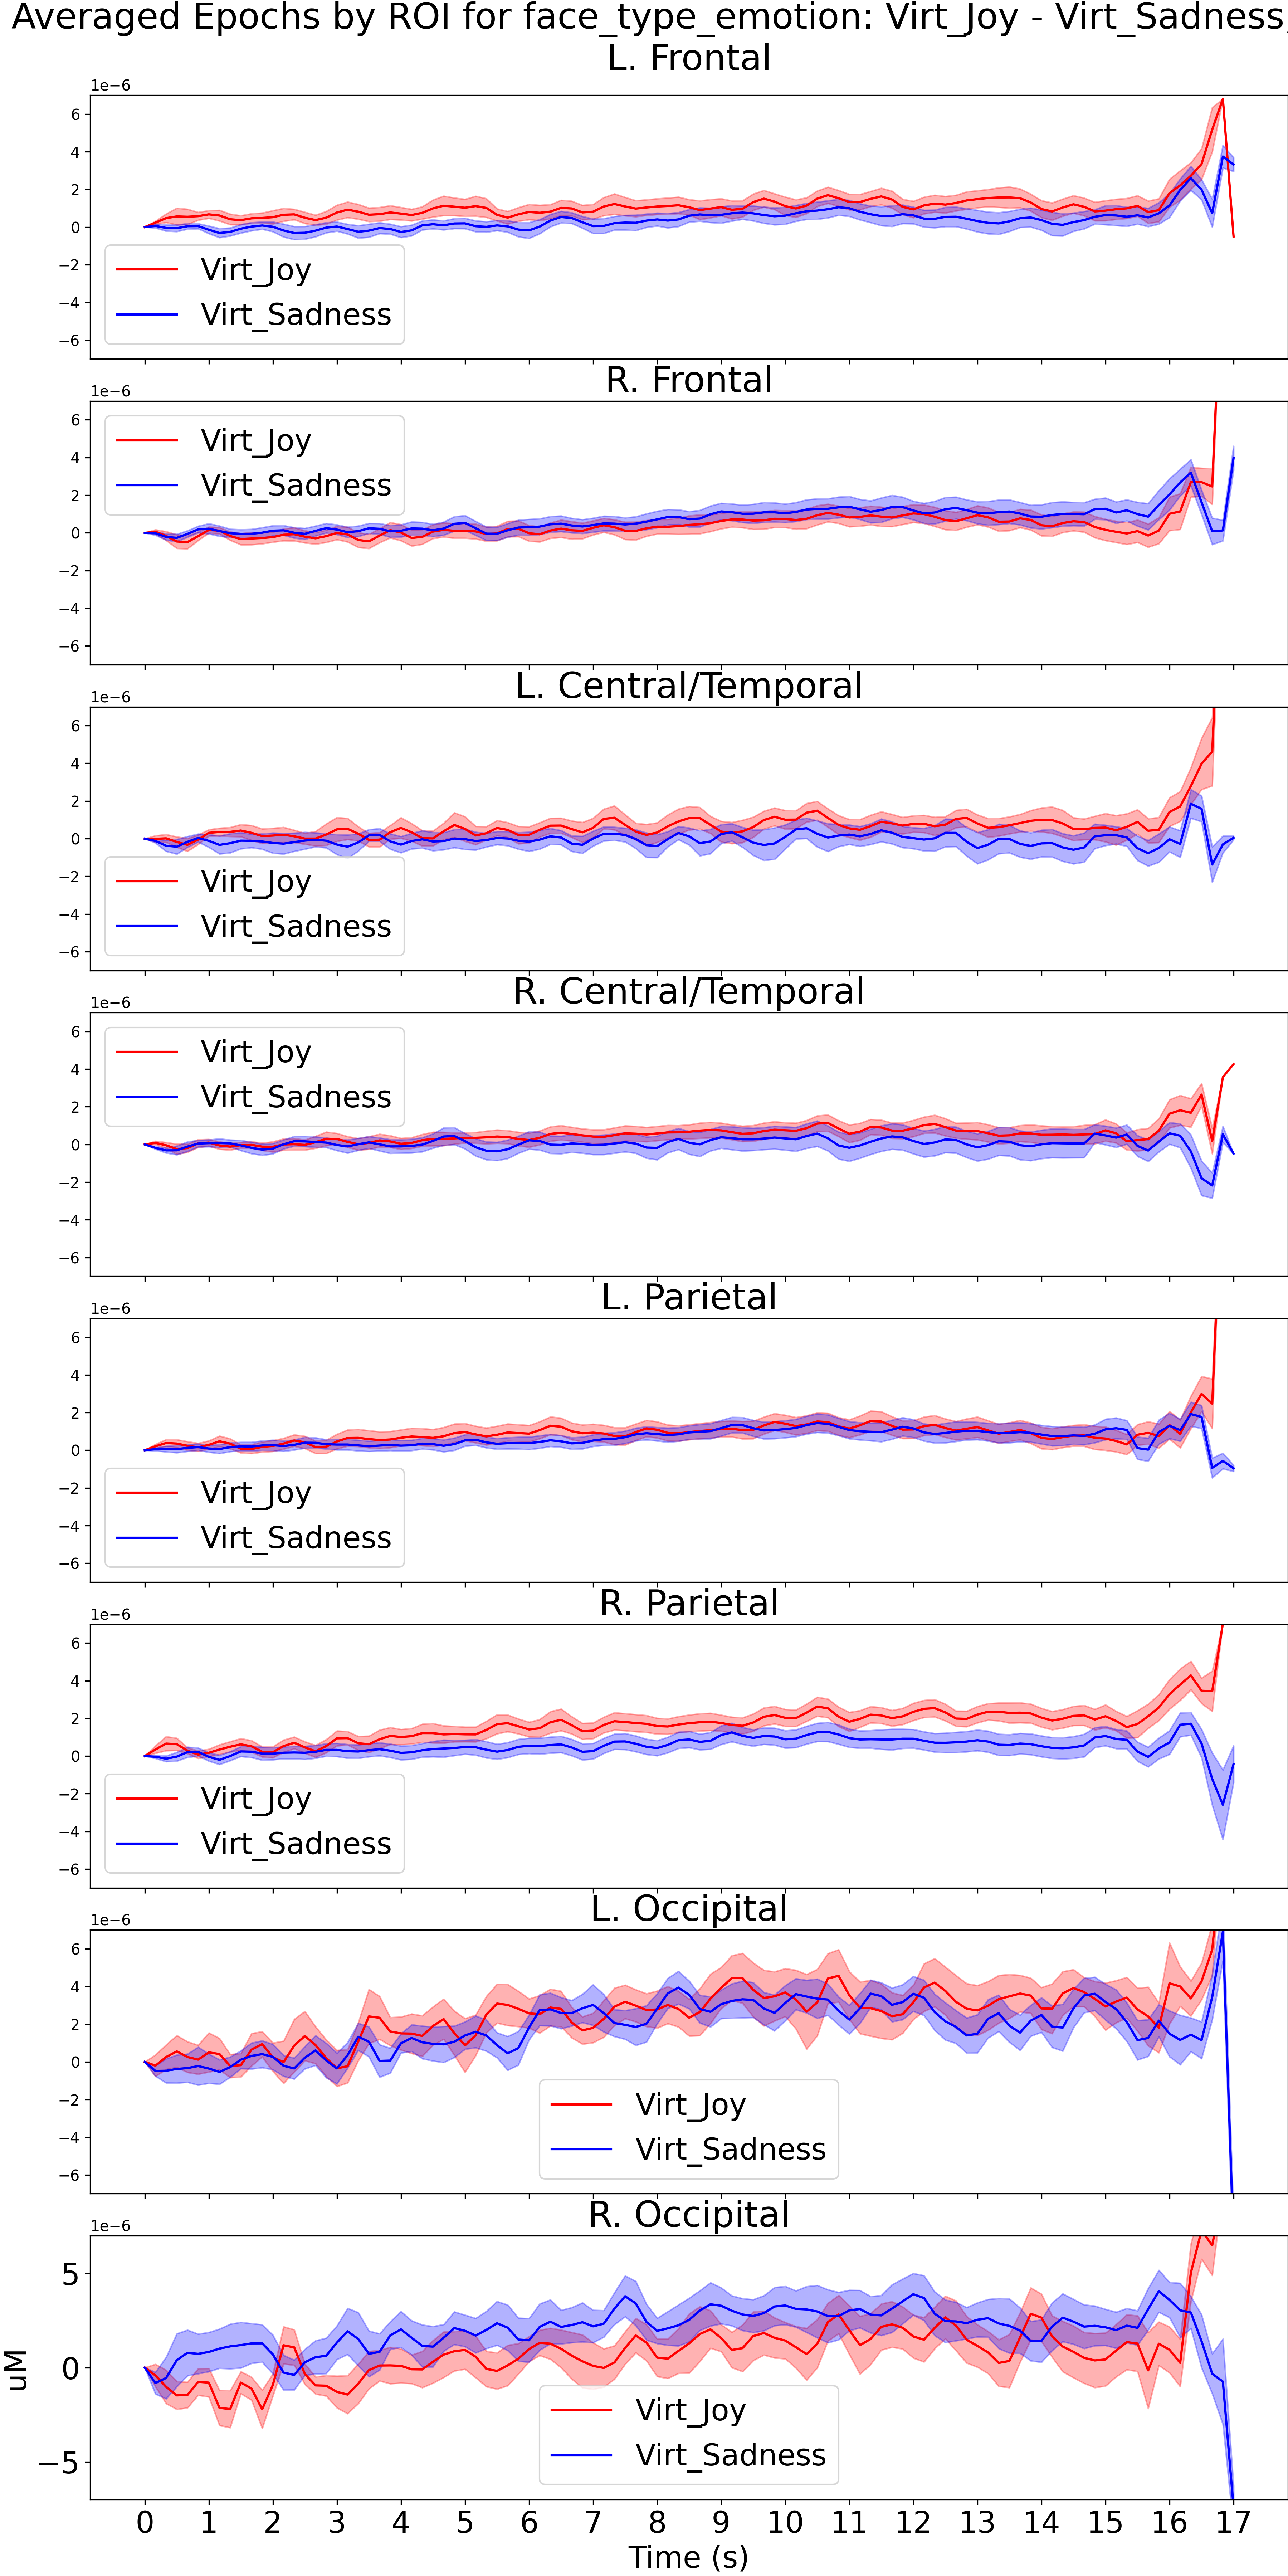 Averaged Epochs by ROI for face_type_emotion: Virt_Joy - Virt_Sadness
L. Frontal
1e−6
6
4
2
0
−2
−4
−6
Virt_Joy
Virt_Sadness
R. Frontal
1e−6
6
4
2
0
−2
−4
−6
Virt_Joy
Virt_Sadness
L. Central/Temporal
1e−6
6
4
2
0
−2
−4
−6
Virt_Joy
Virt_Sadness
R. Central/Temporal
1e−6
6
4
2
0
−2
−4
−6
Virt_Joy
Virt_Sadness
L. Parietal
1e−6
6
4
2
0
−2
−4
−6
Virt_Joy
Virt_Sadness
R. Parietal
1e−6
6
4
2
0
−2
−4
−6
Virt_Joy
Virt_Sadness
L. Occipital
1e−6
6
4
2
0
−2
−4
−6
Virt_Joy
Virt_Sadness
R. Occipital
1e−6
5
0
−5
uM
Virt_Joy
Virt_Sadness
0 1 2 3 4 5 6 7 8 9 10 11 12 13 14 15 16 17
Time (s)